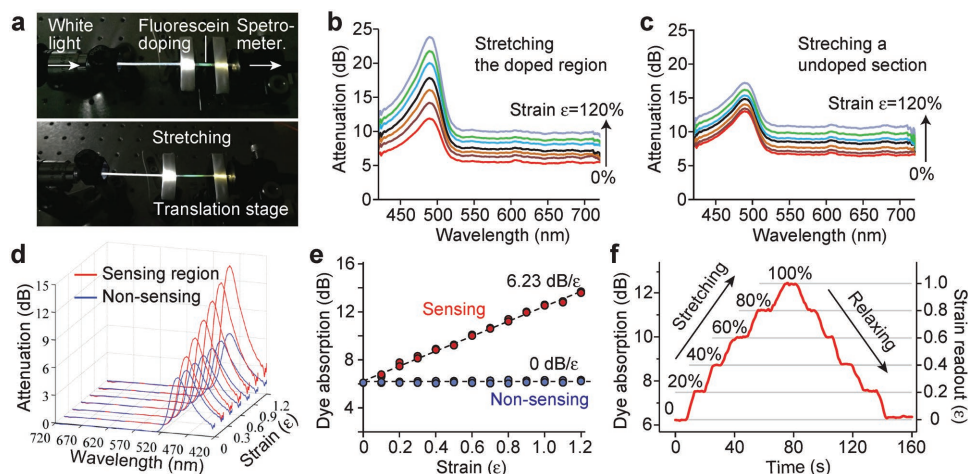 a
White
light
Fluorescein
doping
Spetro-
meter.
Stretching
Translation stage
b
Attenuation (dB)
25
20
15
10
5
0
Stretching
the doped region
Strain ε=120%
0%
450 500 550 600 650 700
Wavelength (nm)
c
Attenuation (dB)
25
20
15
10
5
0
Streching a
undoped section
Strain ε=120%
0%
450 500 550 600 650 700
Wavelength (nm)
d
Attenuation (dB)
15
12
9
6
3
0
Sensing region
Non-sensing
720 670 620 570 520 470 420
Wavelength (nm)
0 0.3 0.6 0.9 1.2
Strain (ε)
e
Dye absorption (dB)
16
12
8
4
6.23 dB/ε
Sensing
0 dB/ε
Non-sensing
0 0.2 0.4 0.6 0.8 1.0 1.2
Strain (ε)
f
Dye absorption (dB)
12
10
8
6
Stretching
100%
80%
60%
40%
20%
0
Relaxing
1.0
0.8
0.6
0.4
0.2
0
Strain readout (ε)
0 40 80 120 160
Time (s)